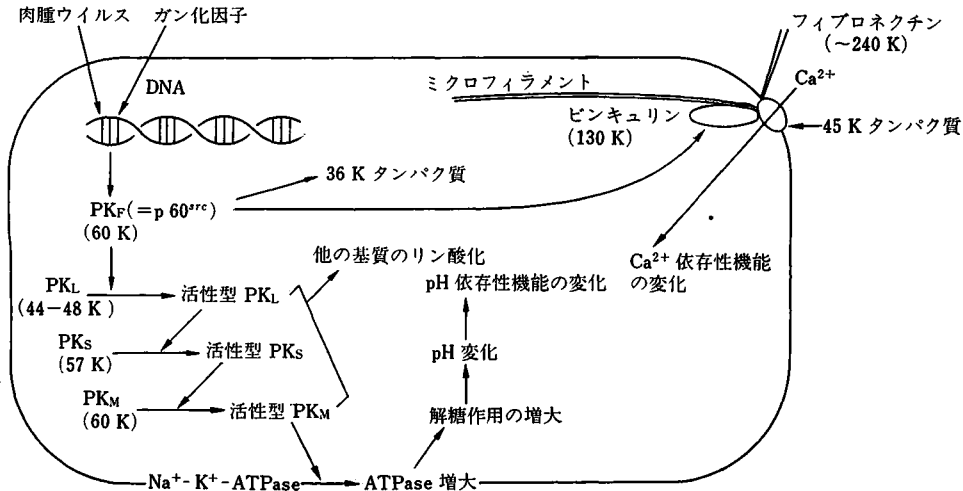 肉腫ウイルス ガン化因子
DNA
フィブロネクチン
(~240 K)
Ca²⁺
ミクロフィラメント
ビンキュリン
(130 K)
45 K タンパク質
36 K タンパク質
PK_F(=p 60^src)
(60 K)
他の基質のリン酸化
Ca²⁺ 依存性機能
の変化
pH 依存性機能の変化
PK_L
(44-48 K)
活性型 PK_L
PK_S
(57 K)
活性型 PK_S
pH 変化
PK_M
(60 K)
活性型 PK_M
解糖作用の増大
Na⁺-K⁺-ATPase
ATPase 増大